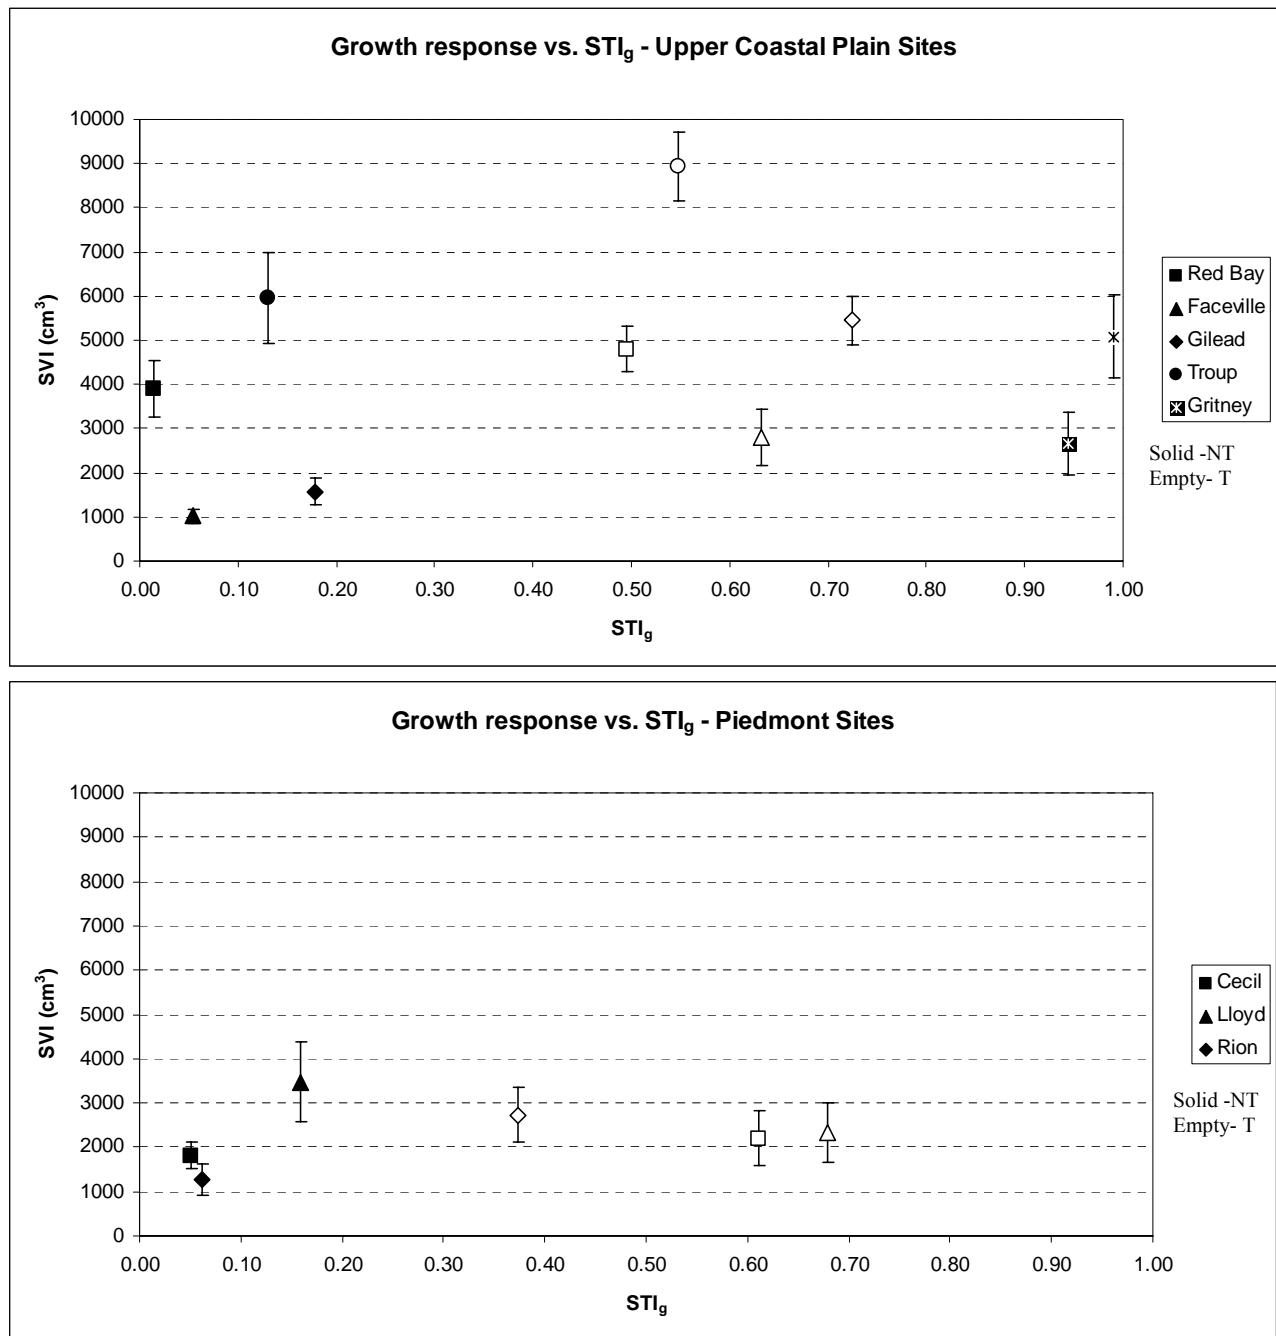 Growth response vs. STIg - Upper Coastal Plain Sites
10000
9000
8000
7000
6000
5000
4000
3000
2000
1000
0
SVI (cm³)
0.00 0.10 0.20 0.30 0.40 0.50 0.60 0.70 0.80 0.90 1.00
STIg
Red Bay
Faceville
Gilead
Troup
Gritney
Solid -NT
Empty- T
Growth response vs. STIg - Piedmont Sites
10000
9000
8000
7000
6000
5000
4000
3000
2000
1000
0
SVI (cm³)
0.00 0.10 0.20 0.30 0.40 0.50 0.60 0.70 0.80 0.90 1.00
STIg
Cecil
Lloyd
Rion
Solid -NT
Empty- T